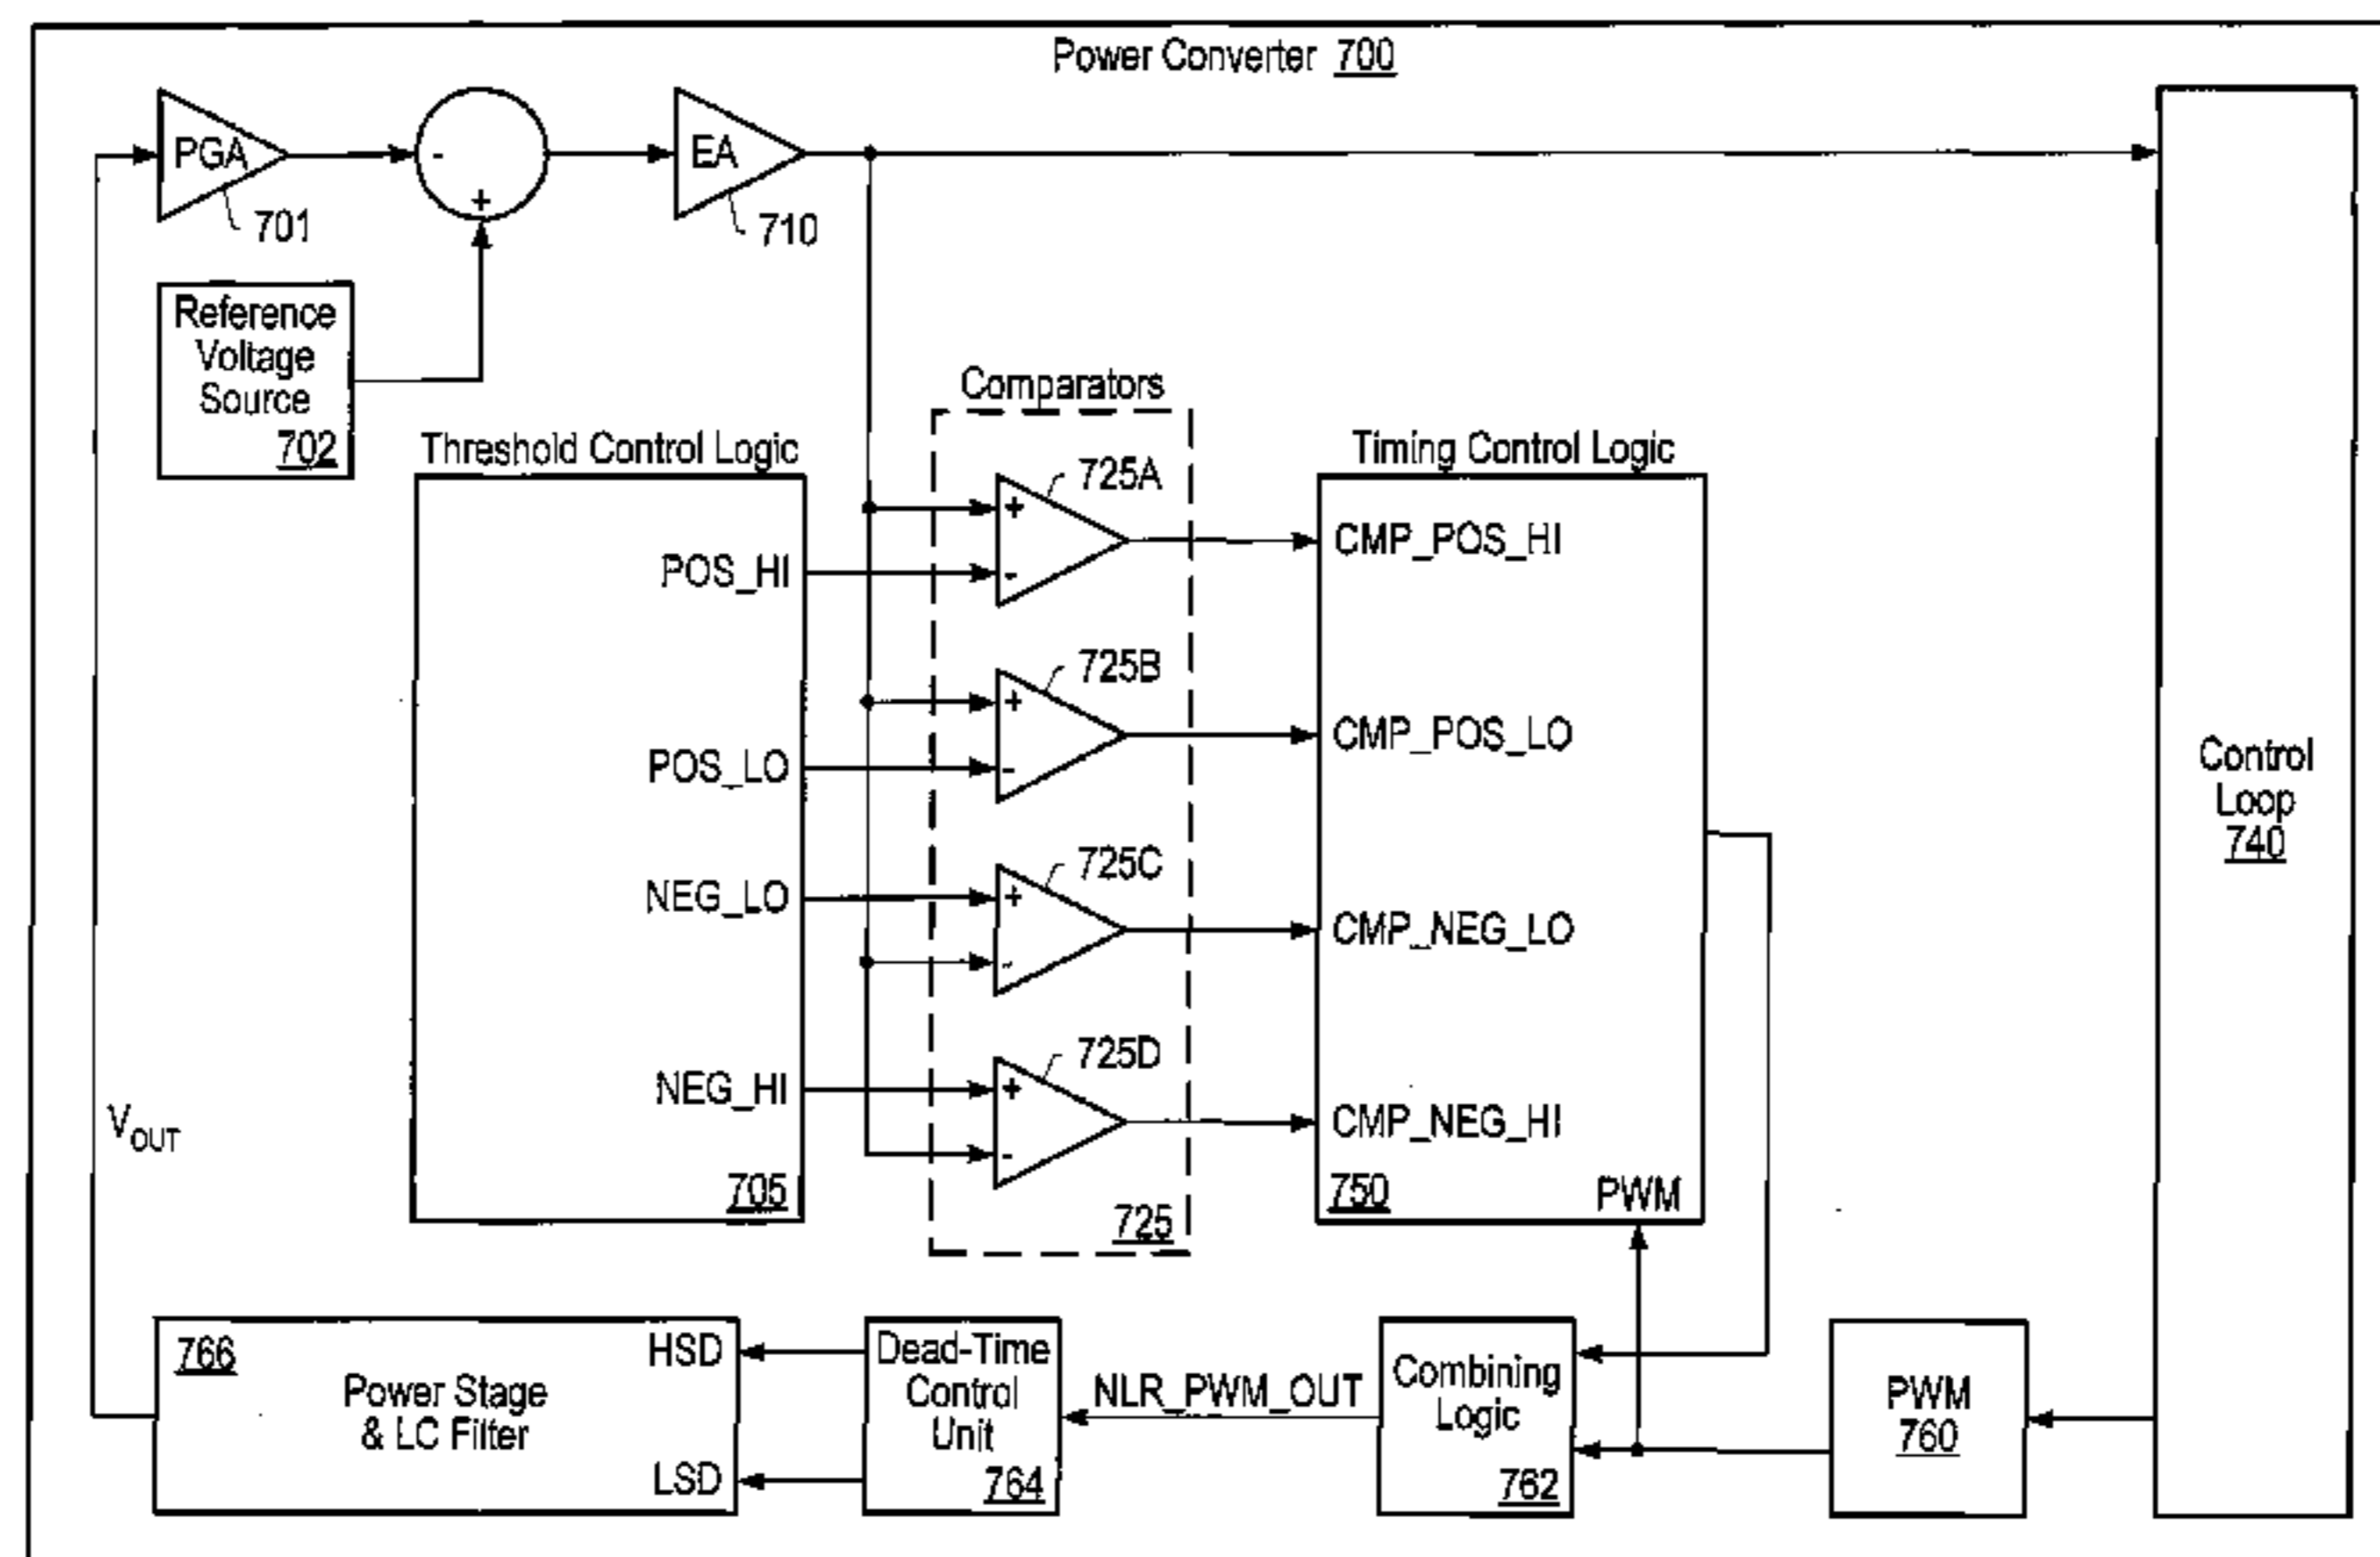 Power Converter 700
PGA
-
+
EA
701
710
Reference
Voltage
Source
702
Comparators
Threshold Control Logic
Timing Control Logic
725A
+
-
POS_HI
CMP_POS_HI
725B
+
-
POS_LO
CMP_POS_LO
Control
Loop
740
725C
+
-
NEG_LO
CMP_NEG_LO
725D
+
-
NEG_HI
CMP_NEG_HI
VOUT
705
725
750
PWM
766
Power Stage
& LC Filter
HSD
LSD
Dead-Time
Control
Unit
764
NLR_PWM_OUT
Combining
Logic
762
PWM
760